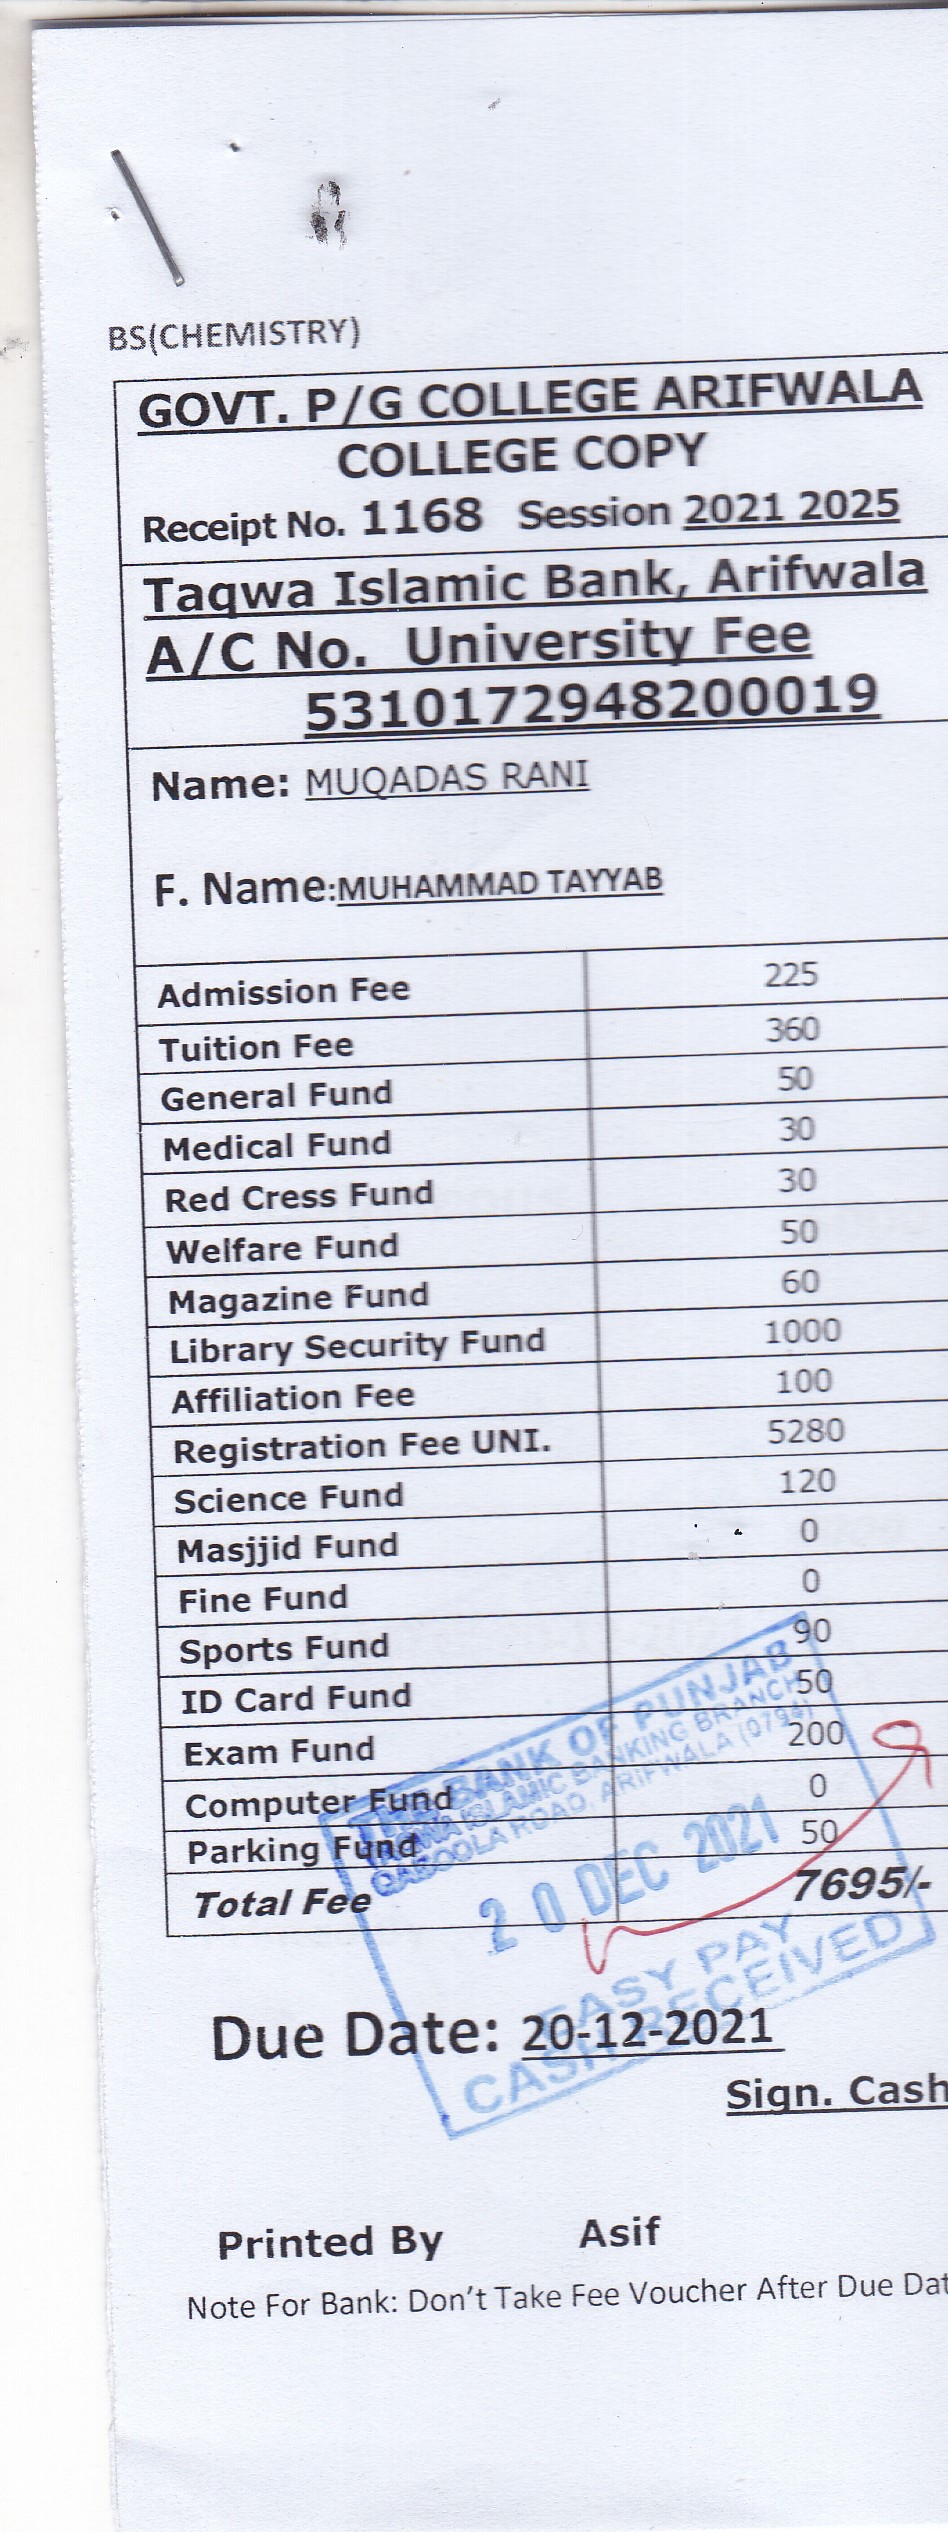 BS(CHEMISTRY)
GOVT. P/G COLLEGE ARIFWALA
COLLEGE COPY
Receipt No. 1168 Session 2021 2025
Taqwa Islamic Bank, Arifwala
A/C No. University Fee
5310172948200019
Name: MUQADAS RANI
F. Name:MUHAMMAD TAYYAB
Admission Fee 225
Tuition Fee 360
General Fund 50
Medical Fund 30
Red Cress Fund 30
Welfare Fund 50
Magazine Fund 60
Library Security Fund 1000
Affiliation Fee 100
Registration Fee UNI. 5280
Science Fund 120
Masjjid Fund 0
Fine Fund 0
Sports Fund 90
ID Card Fund 50
Exam Fund 200
Computer Fund 0
Parking Fund 50
Total Fee 7695/-
THE BANK OF PUNJAB
TAQWA ISLAMIC BANKING BRANCH
QABOOLA ROAD, ARIFWALA (0794)
20 DEC 2021
EASY PAY
CASH RECEIVED
Due Date: 20-12-2021
Sign. Cash
Printed By Asif
Note For Bank: Don't Take Fee Voucher After Due Dat